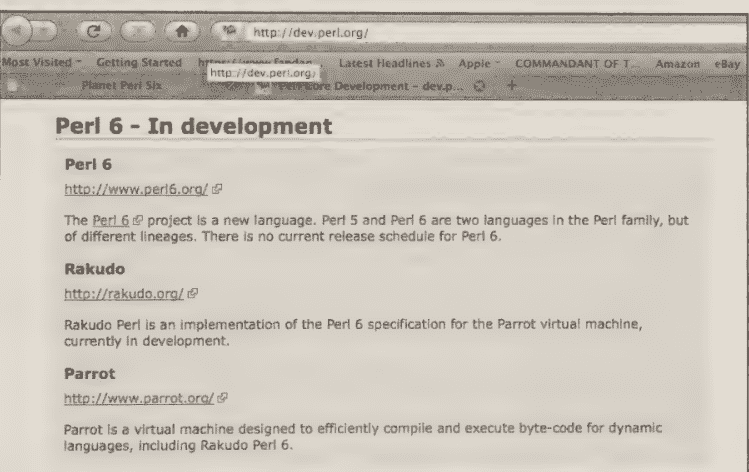 http://dev.perl.org/
Most Visited Getting Started Latest Headlines Apple COMMANDANT OF T... Amazon eBay
http://dev.perl.org/
Planet Perl Six Perl Core Development - dev.p... +
Perl 6 - In development
Perl 6
http://www.perl6.org/
The Perl 6 project is a new language. Perl 5 and Perl 6 are two languages in the Perl family, but
of different lineages. There is no current release schedule for Perl 6.
Rakudo
http://rakudo.org/
Rakudo Perl is an implementation of the Perl 6 specification for the Parrot virtual machine,
currently in development.
Parrot
http://www.parrot.org/
Parrot is a virtual machine designed to efficiently compile and execute byte-code for dynamic
languages, including Rakudo Perl 6.